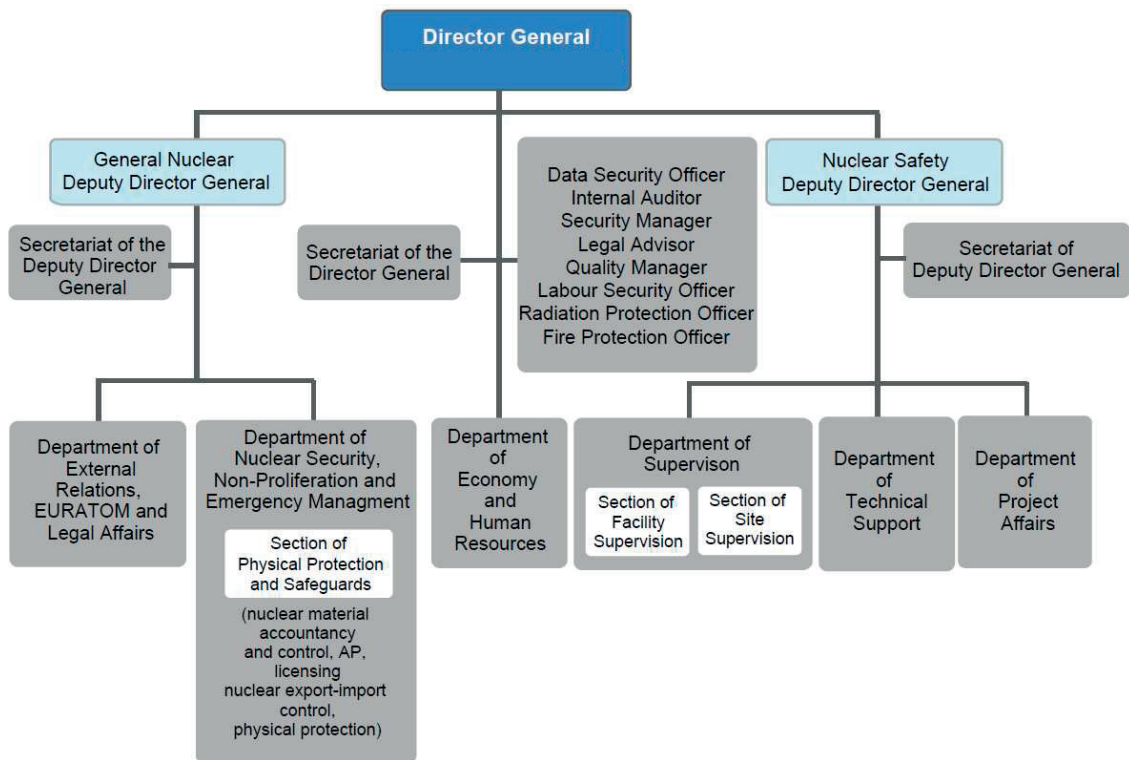 Director General
General Nuclear
Deputy Director General
Nuclear Safety
Deputy Director General
Secretariat of the
Deputy Director
General
Secretariat of the
Director General
Data Security Officer
Internal Auditor
Security Manager
Legal Advisor
Quality Manager
Labour Security Officer
Radiation Protection Officer
Fire Protection Officer
Secretariat of
Deputy Director General
Department of
External
Relations,
EURATOM and
Legal Affairs
Department of
Nuclear Security,
Non-Proliferation and
Emergency Managment
Section of
Physical Protection
and Safeguards
(nuclear material
accountancy
and control, AP,
licensing
nuclear export-import
control,
physical protection)
Department
of
Economy
and
Human
Resources
Department of
Supervison
Section of
Facility
Supervision
Section of
Site
Supervision
Department
of
Technical
Support
Department
of
Project
Affairs